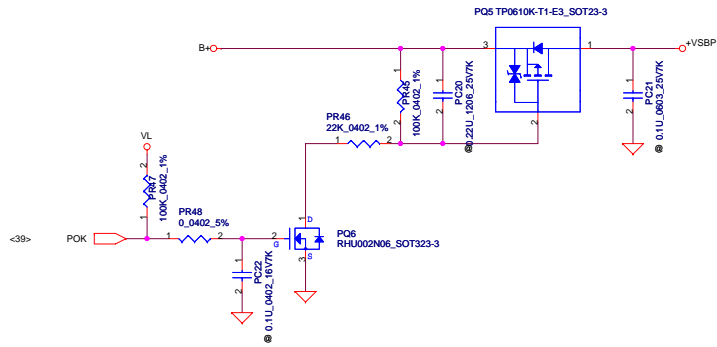 PQ5 TP0610K-T1-E3_SOT23-3
B+
3
1
+VSBP
2
1
2
PR45
100K_0402_1%
1
2
PC20
@0.22U_1206_25V7K
1
2
PC21
@ 0.1U_0603_25V7K
PR46
22K_0402_1%
1
2
VL
2
1
PR47
100K_0402_1%
<39>
POK
PR48
0_0402_5%
1
2
1
2
PC22
@ 0.1U_0402_16V7K
2
G
1
D
3
S
PQ6
RHU002N06_SOT323-3